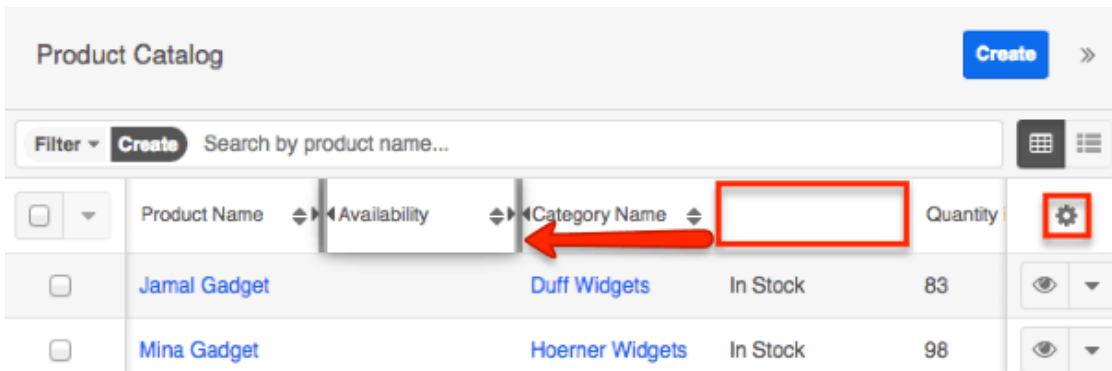 Product Catalog Create
Filter Create Search by product name...
Product Name Availability Category Name Quantity
Jamal Gadget Duff Widgets In Stock 83
Mina Gadget Hoerner Widgets In Stock 98